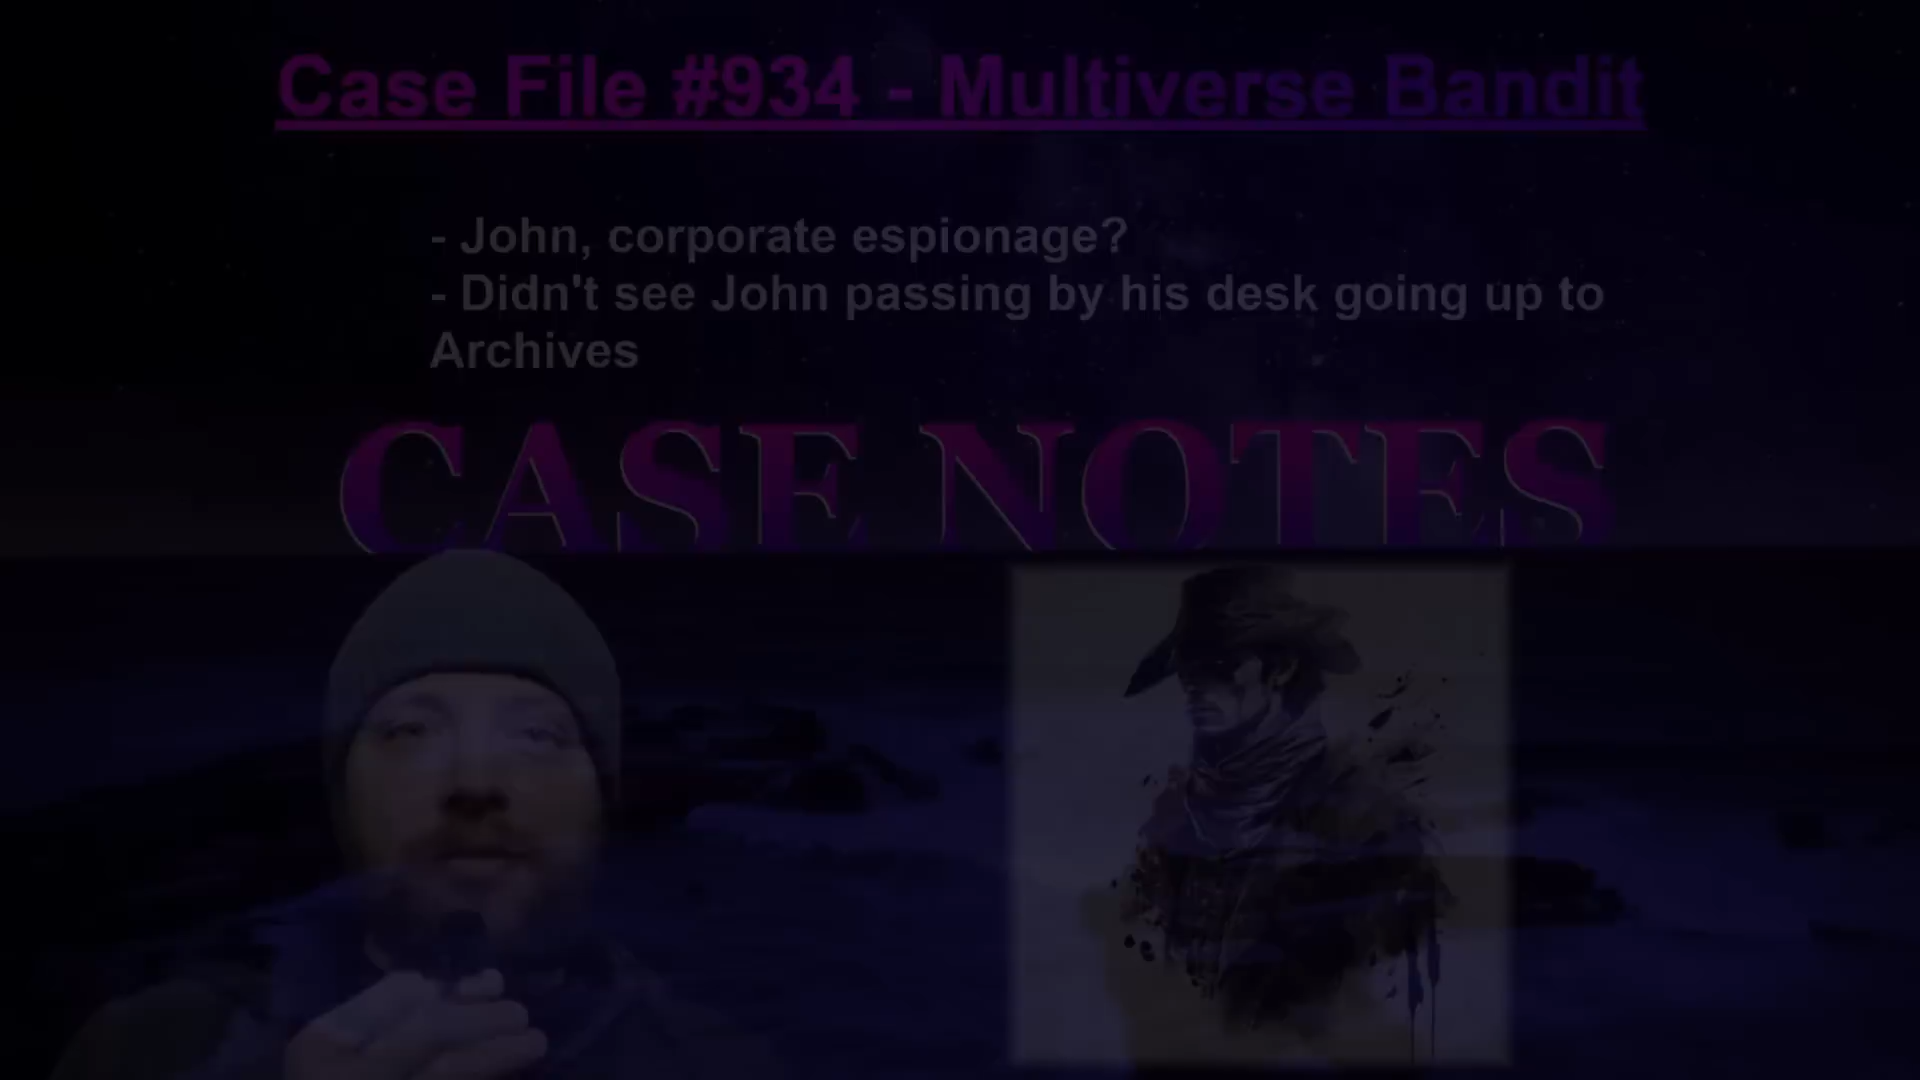 Case File #934 - Multiverse Bandit
- John, corporate espionage?
- Didn't see John passing by his desk going up to
Archives
CASE NOTES